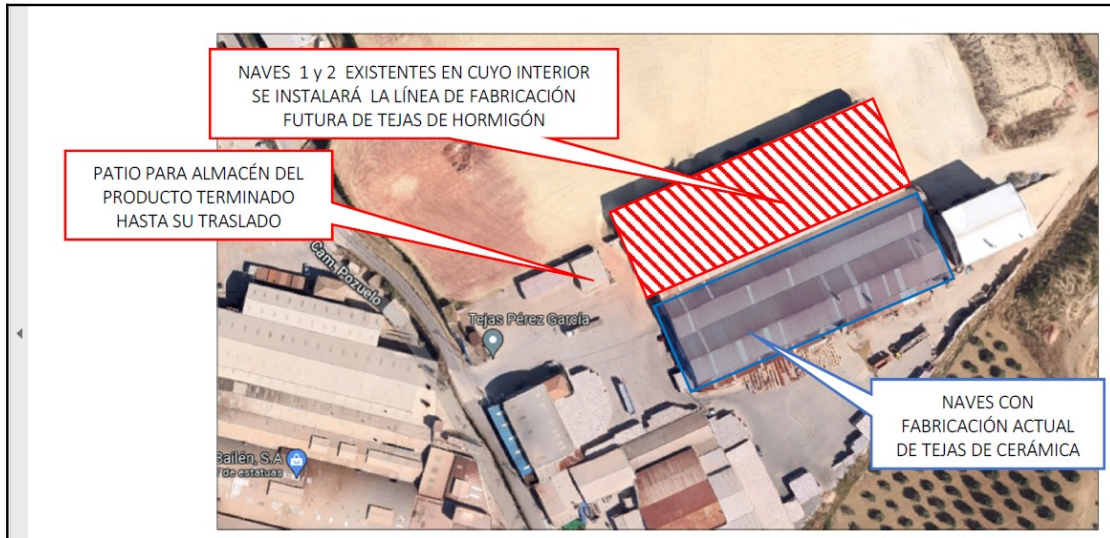 NAVES 1 y 2 EXISTENTES EN CUYO INTERIOR
SE INSTALARÁ LA LÍNEA DE FABRICACIÓN
FUTURA DE TEJAS DE HORMIGÓN
PATIO PARA ALMACÉN DEL
PRODUCTO TERMINADO
HASTA SU TRASLADO
Cam. Pozuelo
Tejas Pérez García
NAVES CON
FABRICACIÓN ACTUAL
DE TEJAS DE CERÁMICA
Bailén, S.A
de estatuas